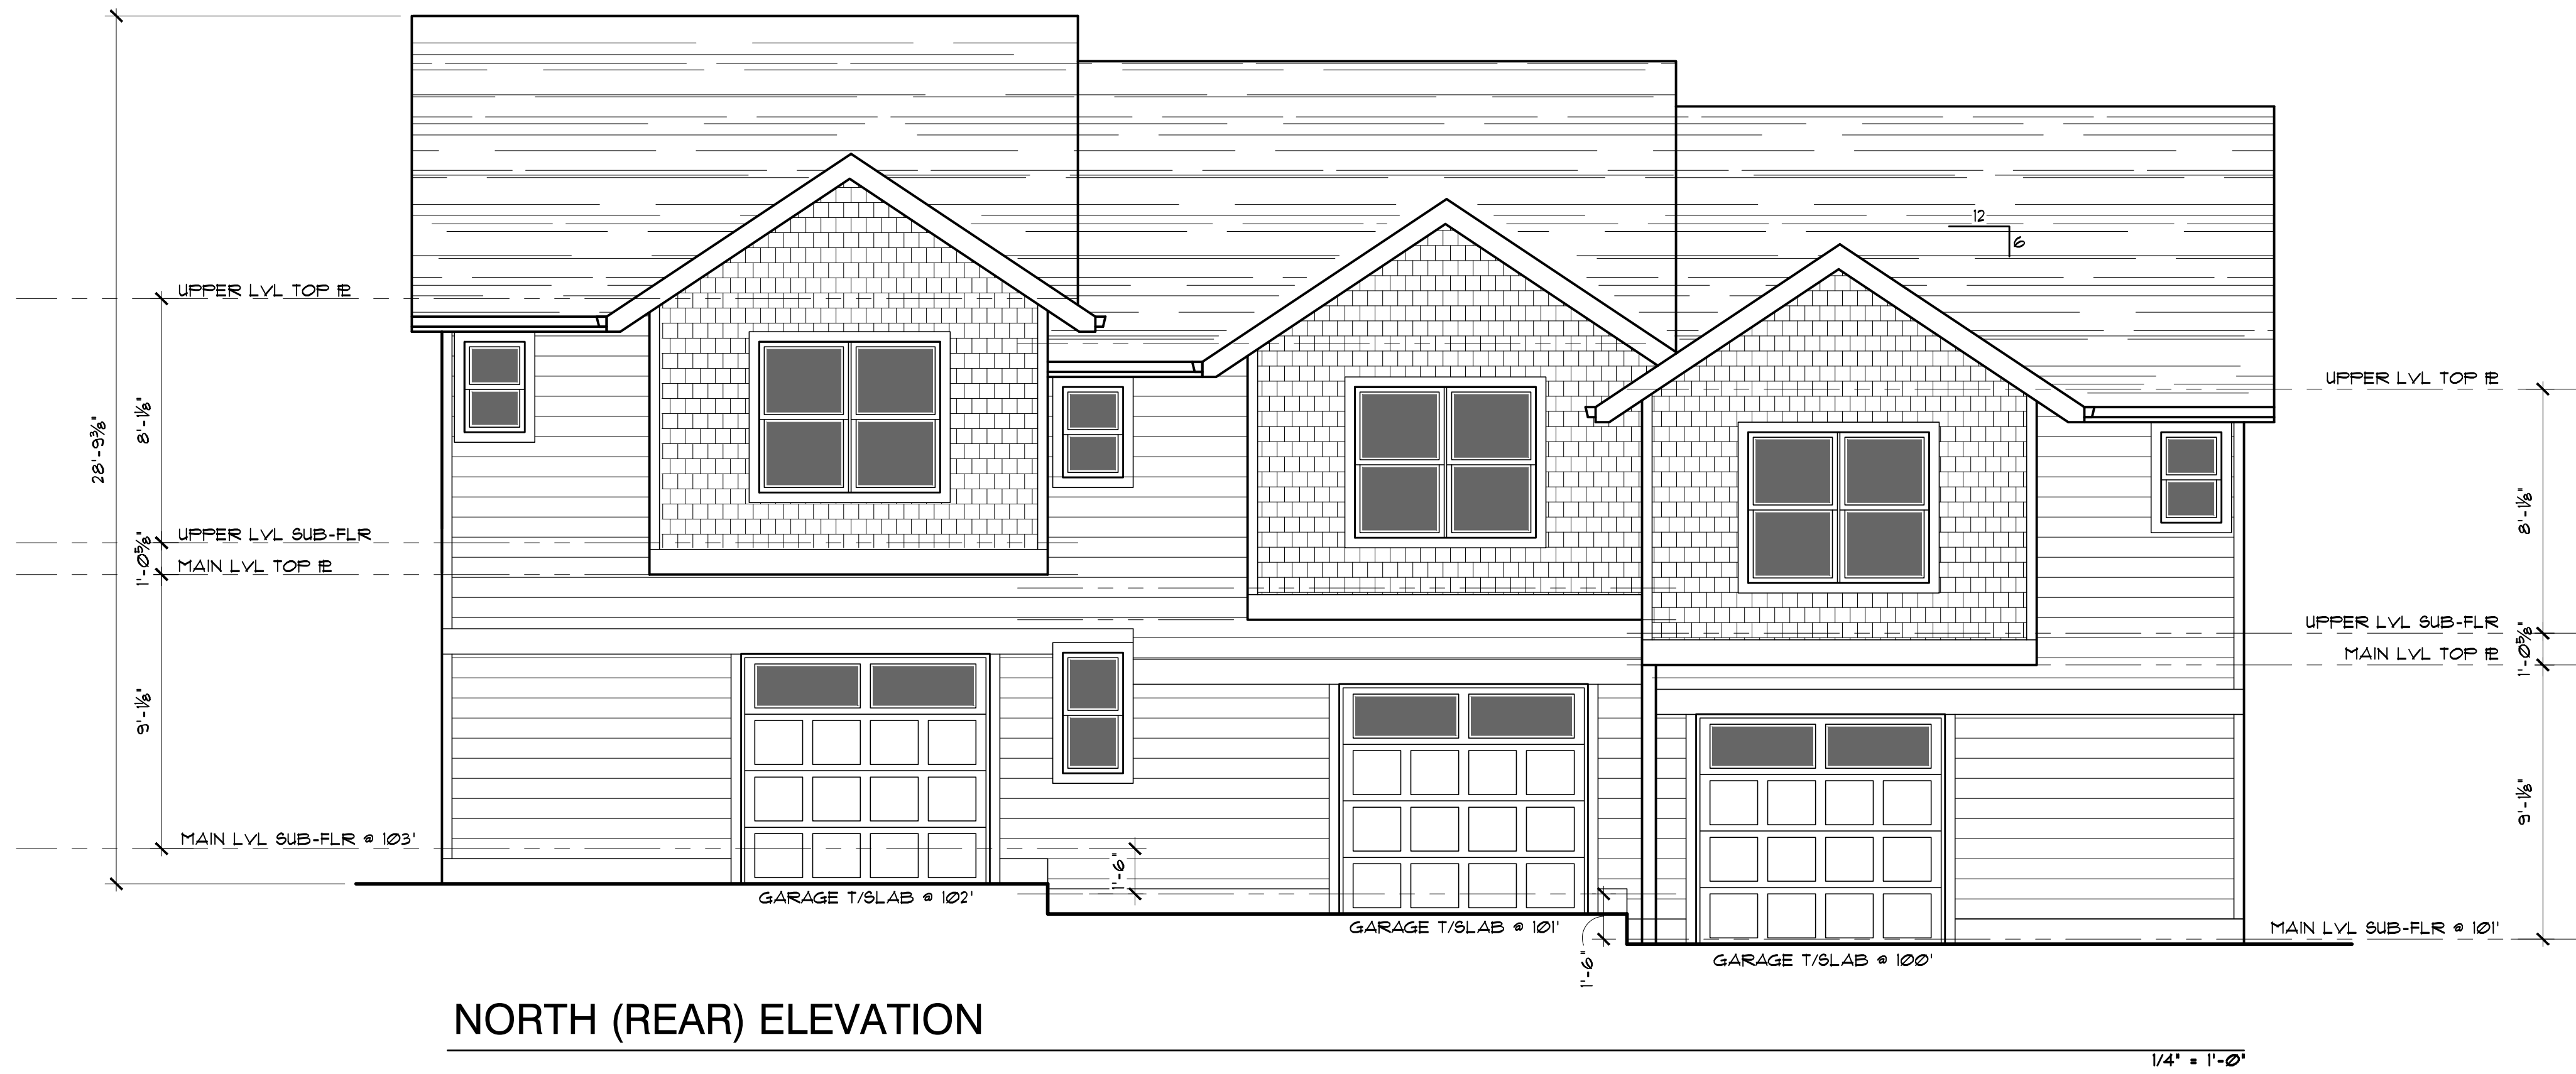 12
6
UPPER LVL TOP PL
UPPER LVL TOP PL
8'-1⅛"
28'-9⅜"
8'-1⅛"
UPPER LVL SUB-FLR
1'-0⅝"
MAIN LVL TOP PL
UPPER LVL SUB-FLR
1'-0⅝"
MAIN LVL TOP PL
9'-1⅛"
9'-1⅛"
MAIN LVL SUB-FLR @ 103'
1'-6"
GARAGE T/SLAB @ 102'
GARAGE T/SLAB @ 101'
MAIN LVL SUB-FLR @ 101'
1'-6"
GARAGE T/SLAB @ 100'
NORTH (REAR) ELEVATION
1/4" = 1'-0"